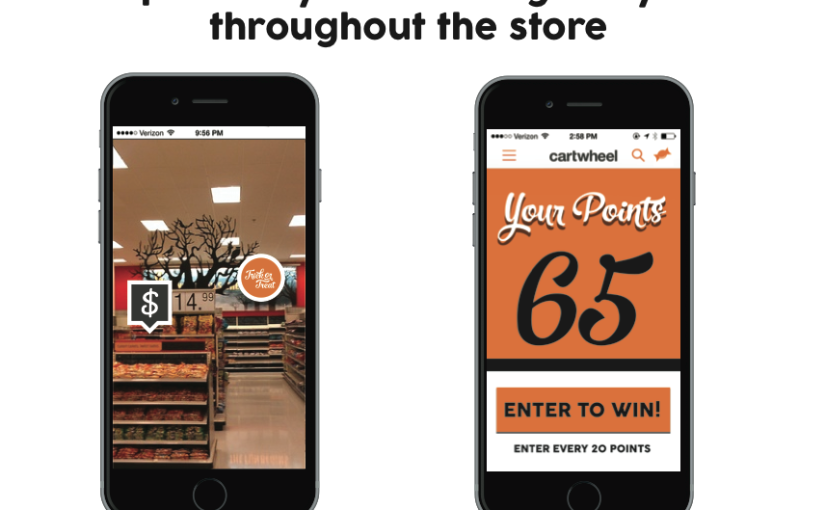 throughout the store
Verizon
9:56 PM
Trick or
Treat
$
14.99
Verizon
2:58 PM
cartwheel
Your Points
65
ENTER TO WIN!
ENTER EVERY 20 POINTS